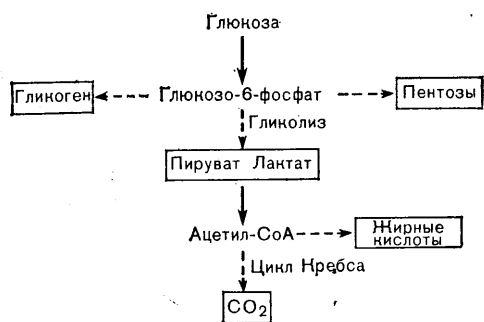 Глюкоза
Гликоген
Глюкозо-6-фосфат
Пентозы
Гликолиз
Пируват Лактат
Ацетил-CoA
Жирные
кислоты
Цикл Кребса
CO₂